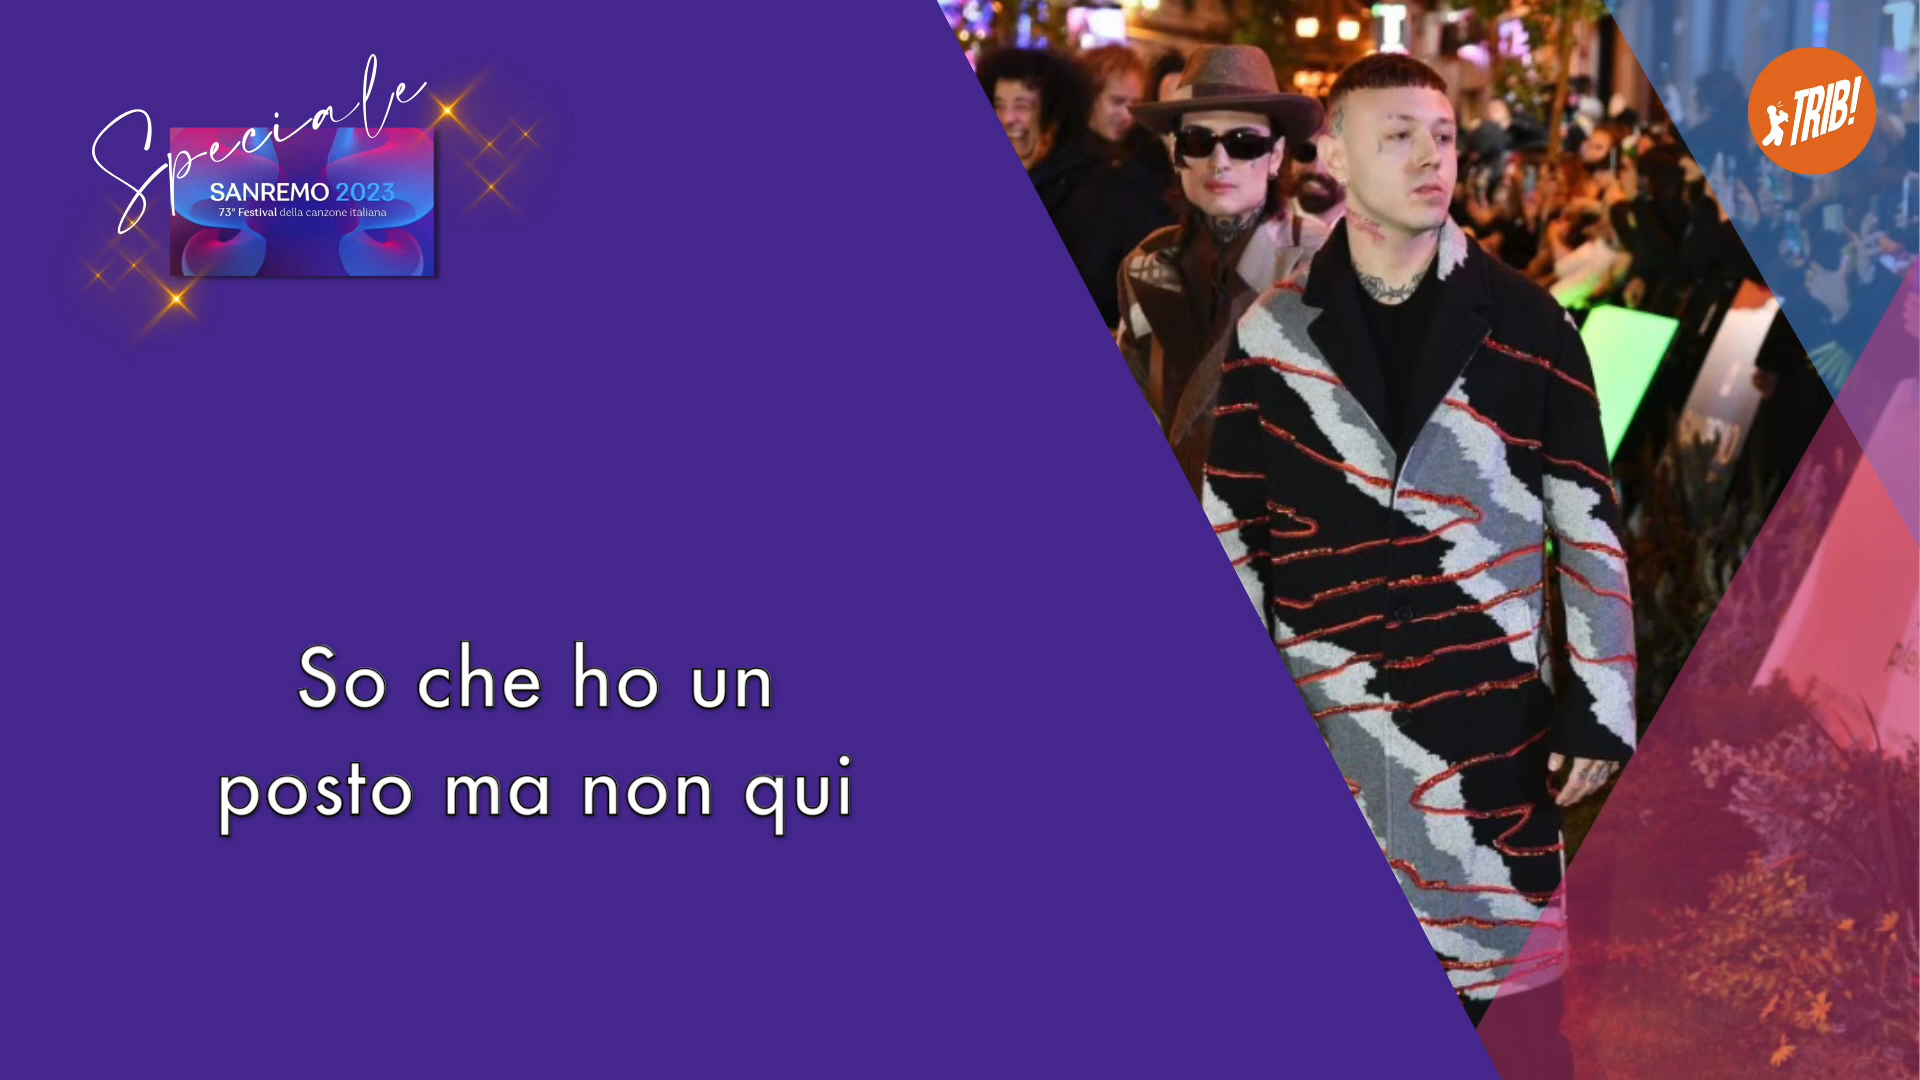 Speciale
SANREMO 2023
73° Festival della canzone italiana
TRIB!
So che ho un
posto ma non qui